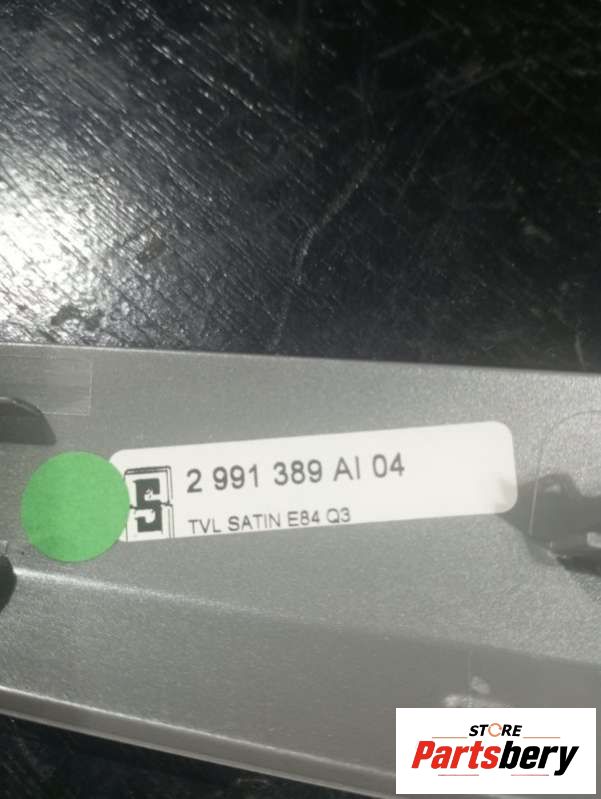 S
2 991 389 AI 04
TVL SATIN E84 Q3
STORE
Partsbery